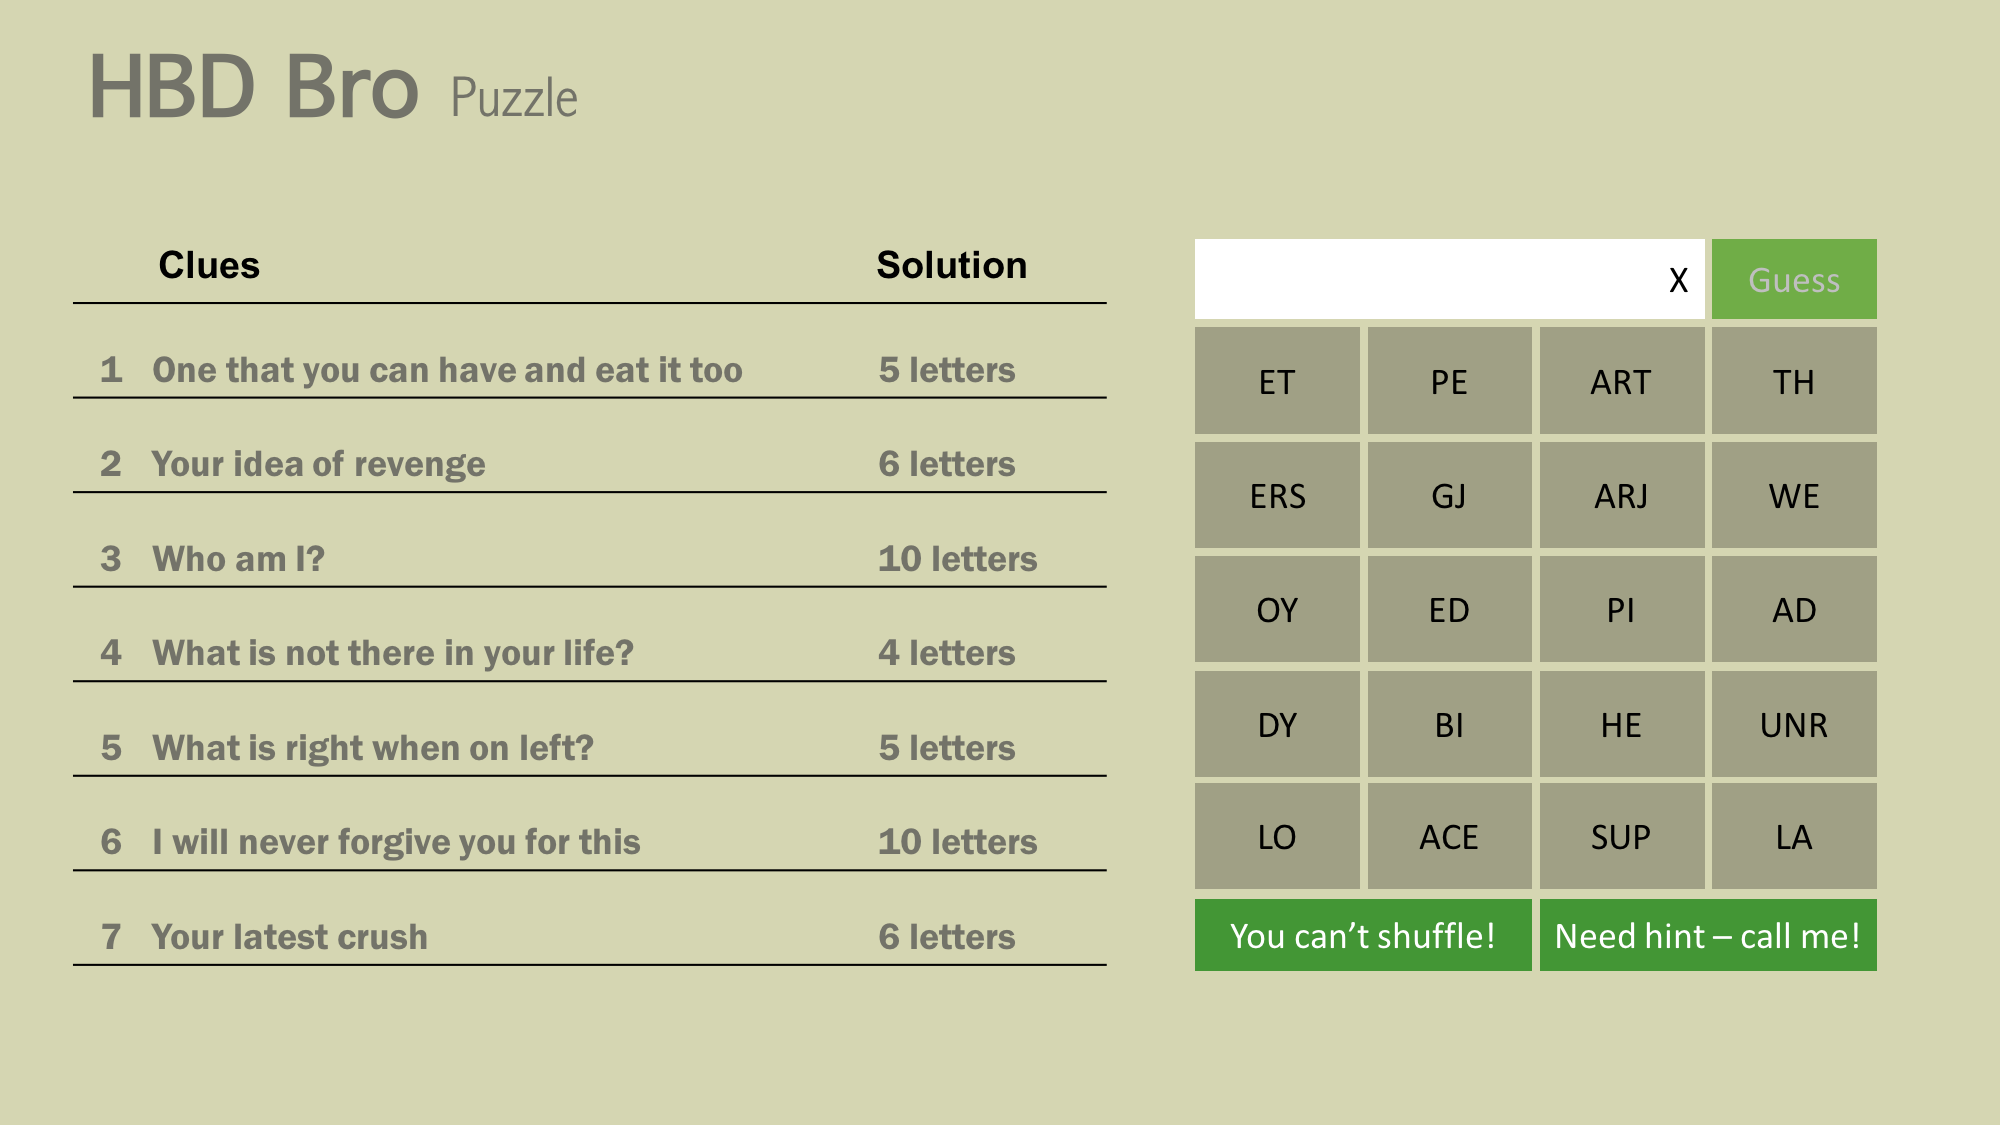 HBD Bro Puzzle
Clues Solution
1 One that you can have and eat it too 5 letters
2 Your idea of revenge 6 letters
3 Who am I? 10 letters
4 What is not there in your life? 4 letters
5 What is right when on left? 5 letters
6 I will never forgive you for this 10 letters
7 Your latest crush 6 letters
X Guess
ET PE ART TH
ERS GJ ARJ WE
OY ED PI AD
DY BI HE UNR
LO ACE SUP LA
You can’t shuffle! Need hint – call me!